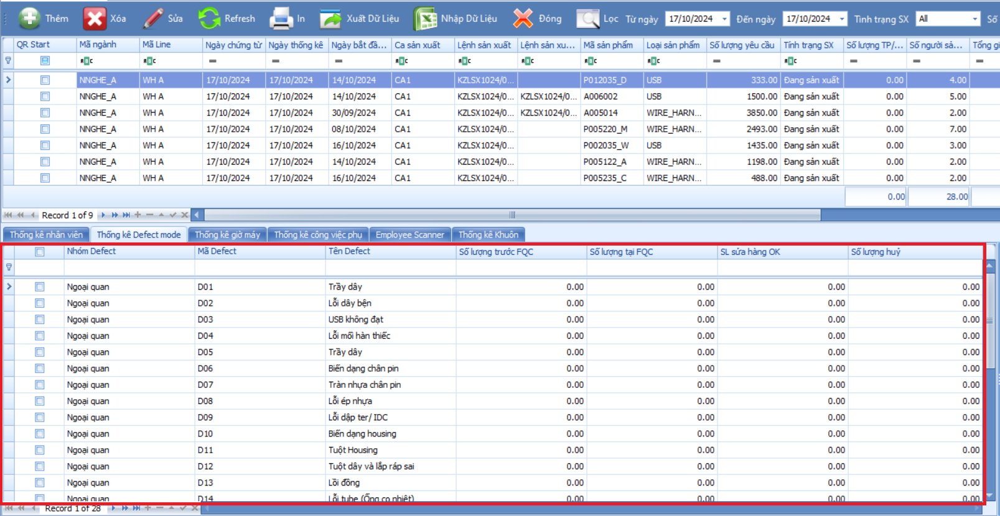 Thêm Xóa Sửa Refresh In Xuất Dữ Liệu Nhập Dữ Liệu Đóng Lọc Từ ngày 17/10/2024 Đến ngày 17/10/2024 Tình trạng SX All Số
QR Start Mã ngành Mã Line Ngày chứng từ Ngày thống kê Ngày bắt đầ... Ca sản xuất Lệnh sản xuất Lệnh sản xu... Mã sản phẩm Loại sản phẩm Số lượng yêu cầu Tình trạng SX Số lượng TP/... Số người sả... Tổng gi
ABC ABC = = = ABC ABC ABC ABC ABC = ABC = = =
NNGHE_A WH A 17/10/2024 17/10/2024 14/10/2024 CA1 KZLSX1024/0... P012035_D USB 333.00 Đang sản xuất 0.00 4.00
NNGHE_A WH A 17/10/2024 17/10/2024 14/10/2024 CA1 KZLSX1024/0... KZLSX1024/0... A006002 USB 1500.00 Đang sản xuất 0.00 5.00
NNGHE_A WH A 17/10/2024 17/10/2024 30/09/2024 CA1 KZLSX1024/0... KZLSX1024/0... A005014 WIRE_HARN... 3850.00 Đang sản xuất 0.00 2.00
NNGHE_A WH A 17/10/2024 17/10/2024 08/10/2024 CA1 KZLSX1024/0... P005220_M WIRE_HARN... 2493.00 Đang sản xuất 0.00 7.00
NNGHE_A WH A 17/10/2024 17/10/2024 16/10/2024 CA1 KZLSX1024/0... P002035_W USB 1435.00 Đang sản xuất 0.00 3.00
NNGHE_A WH A 17/10/2024 17/10/2024 14/10/2024 CA1 KZLSX1024/0... P005122_A WIRE_HARN... 1198.00 Đang sản xuất 0.00 2.00
NNGHE_A WH A 17/10/2024 17/10/2024 16/10/2024 CA1 KZLSX1024/0... P005235_C WIRE_HARN... 488.00 Đang sản xuất 0.00 2.00
0.00 28.00
Record 1 of 9
Thống kê nhân viên Thống kê Defect mode Thống kê giờ máy Thống kê công việc phụ Employee Scanner Thống kê Khuôn
Nhóm Defect Mã Defect Tên Defect Số lượng trước FQC Số lượng tại FQC SL sửa hàng OK Số lượng huỷ
Ngoại quan D01 Trầy dây 0.00 0.00 0.00 0.00
Ngoại quan D02 Lỗi dây bện 0.00 0.00 0.00 0.00
Ngoại quan D03 USB không đạt 0.00 0.00 0.00 0.00
Ngoại quan D04 Lỗi mối hàn thiếc 0.00 0.00 0.00 0.00
Ngoại quan D05 Trầy dây 0.00 0.00 0.00 0.00
Ngoại quan D06 Biến dạng chân pin 0.00 0.00 0.00 0.00
Ngoại quan D07 Tràn nhựa chân pin 0.00 0.00 0.00 0.00
Ngoại quan D08 Lỗi ép nhựa 0.00 0.00 0.00 0.00
Ngoại quan D09 Lỗi dập ter/ IDC 0.00 0.00 0.00 0.00
Ngoại quan D10 Biến dạng housing 0.00 0.00 0.00 0.00
Ngoại quan D11 Tuột Housing 0.00 0.00 0.00 0.00
Ngoại quan D12 Tuột dây và lắp ráp sai 0.00 0.00 0.00 0.00
Ngoại quan D13 Lồi đồng 0.00 0.00 0.00 0.00
Ngoại quan D14 Lỗi tube (Ống co nhiệt) 0.00 0.00 0.00 0.00
Record 1 of 28